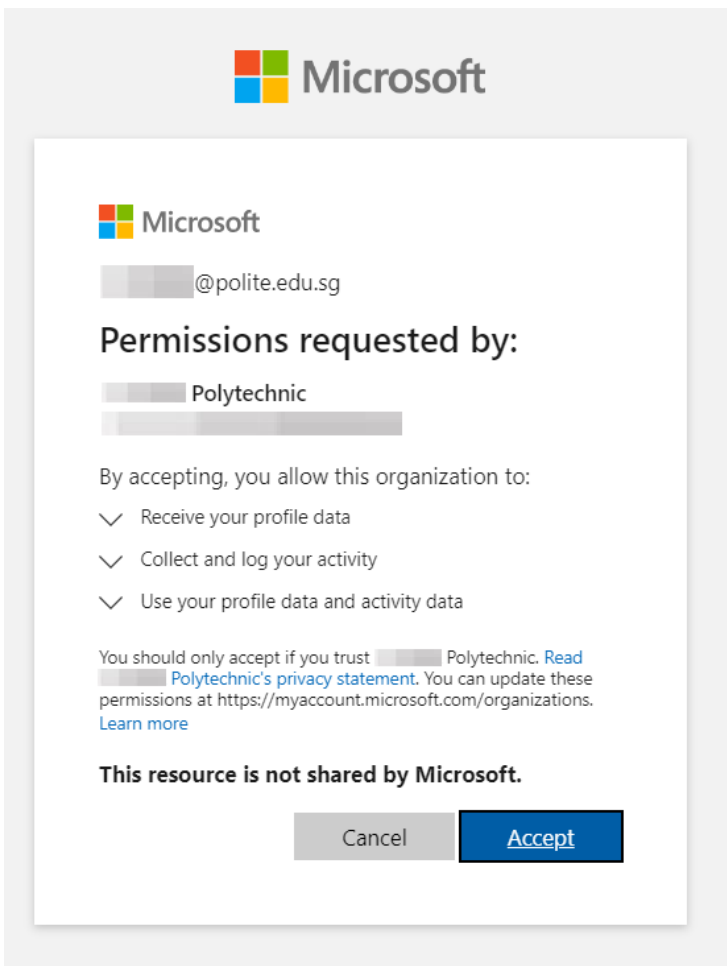 Microsoft
Microsoft
@polite.edu.sg
Permissions requested by:
Polytechnic
By accepting, you allow this organization to:
Receive your profile data
Collect and log your activity
Use your profile data and activity data
You should only accept if you trust Polytechnic. Read
Polytechnic's privacy statement. You can update these
permissions at https://myaccount.microsoft.com/organizations.
Learn more
This resource is not shared by Microsoft.
Cancel Accept